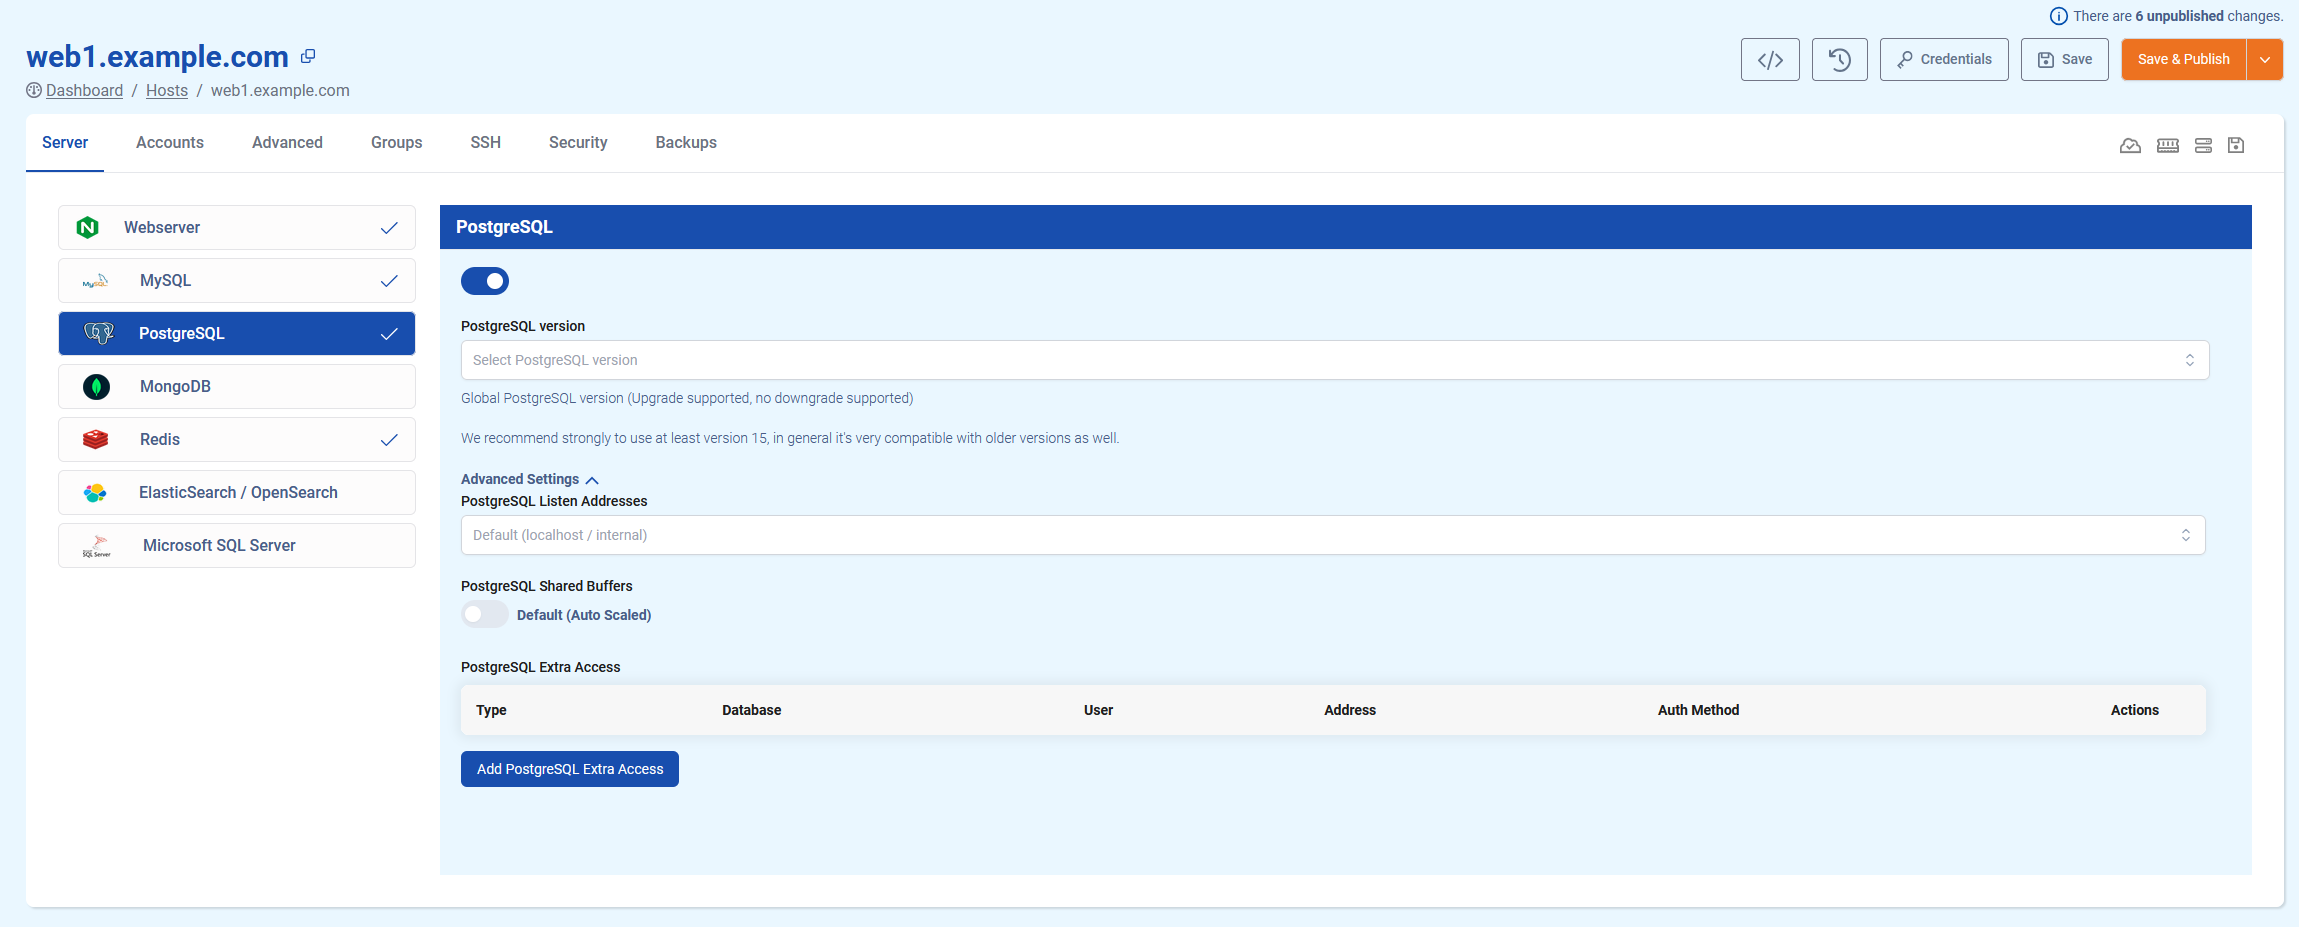 There are 6 unpublished changes.
web1.example.com
Dashboard / Hosts / web1.example.com
</> Credentials Save Save & Publish
Server Accounts Advanced Groups SSH Security Backups
Webserver
MySQL
PostgreSQL
MongoDB
Redis
ElasticSearch / OpenSearch
SQL Server Microsoft SQL Server
PostgreSQL
PostgreSQL version
Select PostgreSQL version
Global PostgreSQL version (Upgrade supported, no downgrade supported)
We recommend strongly to use at least version 15, in general it's very compatible with older versions as well.
Advanced Settings
PostgreSQL Listen Addresses
Default (localhost / internal)
PostgreSQL Shared Buffers
Default (Auto Scaled)
PostgreSQL Extra Access
Type Database User Address Auth Method Actions
Add PostgreSQL Extra Access